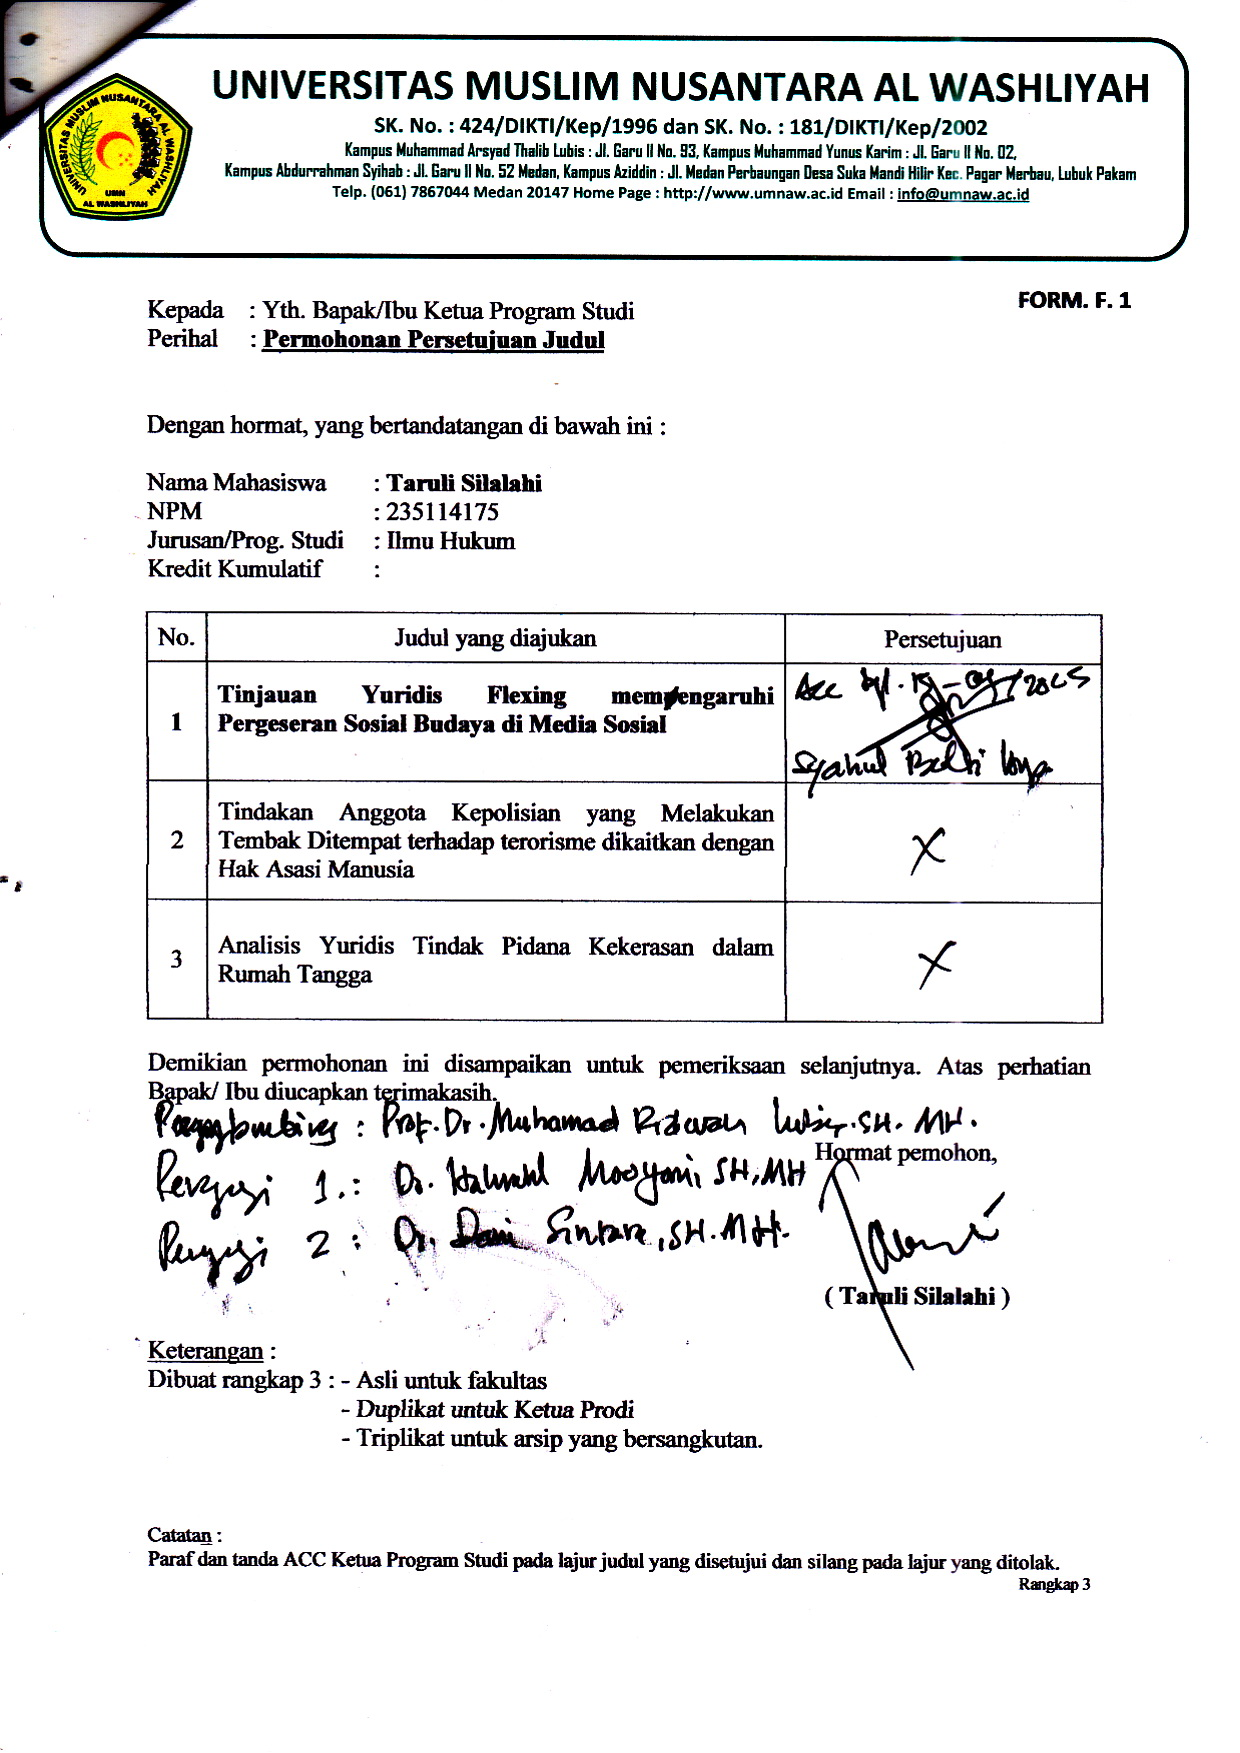 UNIVERSITAS MUSLIM NUSANTARA AL WASHLIYAH
SK. No. : 424/DIKTI/Kep/1996 dan SK. No. : 181/DIKTI/Kep/2002
Kampus Muhammad Arsyad Thalib Lubis : Jl. Garu II No. 93, Kampus Muhammad Yunus Karim : Jl. Garu II No. 02,
Kampus Abdurrahman Syihab : Jl. Garu II No. 52 Medan, Kampus Aziddin : Jl. Medan Perbaungan Desa Suka Mandi Hilir Kec. Pagar Merbau, Lubuk Pakam
Telp. (061) 7867044 Medan 20147 Home Page : http://www.umnaw.ac.id Email : info@umnaw.ac.id
UNIVERSITAS MUSLIM NUSANTARA AL WASHLIYAH
UMN
AL WASHLIYAH
FORM. F. 1
Kepada : Yth. Bapak/Ibu Ketua Program Studi
Perihal : Permohonan Persetujuan Judul
Dengan hormat, yang bertandatangan di bawah ini :
Nama Mahasiswa : Taruli Silalahi
NPM : 235114175
Jurusan/Prog. Studi : Ilmu Hukum
Kredit Kumulatif :
No. Judul yang diajukan Persetujuan
1 Tinjauan Yuridis Flexing mempengaruhi
Pergeseran Sosial Budaya di Media Sosial
Acc tgl.
2 Tindakan Anggota Kepolisian yang Melakukan
Tembak Ditempat terhadap terorisme dikaitkan dengan
Hak Asasi Manusia
3 Analisis Yuridis Tindak Pidana Kekerasan dalam
Rumah Tangga
Demikian permohonan ini disampaikan untuk pemeriksaan selanjutnya. Atas perhatian
Bapak/ Ibu diucapkan terimakasih.
: Prof. Dr. Muhamad Ridwan Lubis, SH. MH.
Hormat pemohon,
Penguji 1. : Dr. SH, MH
Penguji 2 : Dr. Dani Sintara, SH. MH.
( Taruli Silalahi )
Keterangan :
Dibuat rangkap 3 : - Asli untuk fakultas
- Duplikat untuk Ketua Prodi
- Triplikat untuk arsip yang bersangkutan.
Catatan :
Paraf dan tanda ACC Ketua Program Studi pada lajur judul yang disetujui dan silang pada lajur yang ditolak.
Rangkap 3